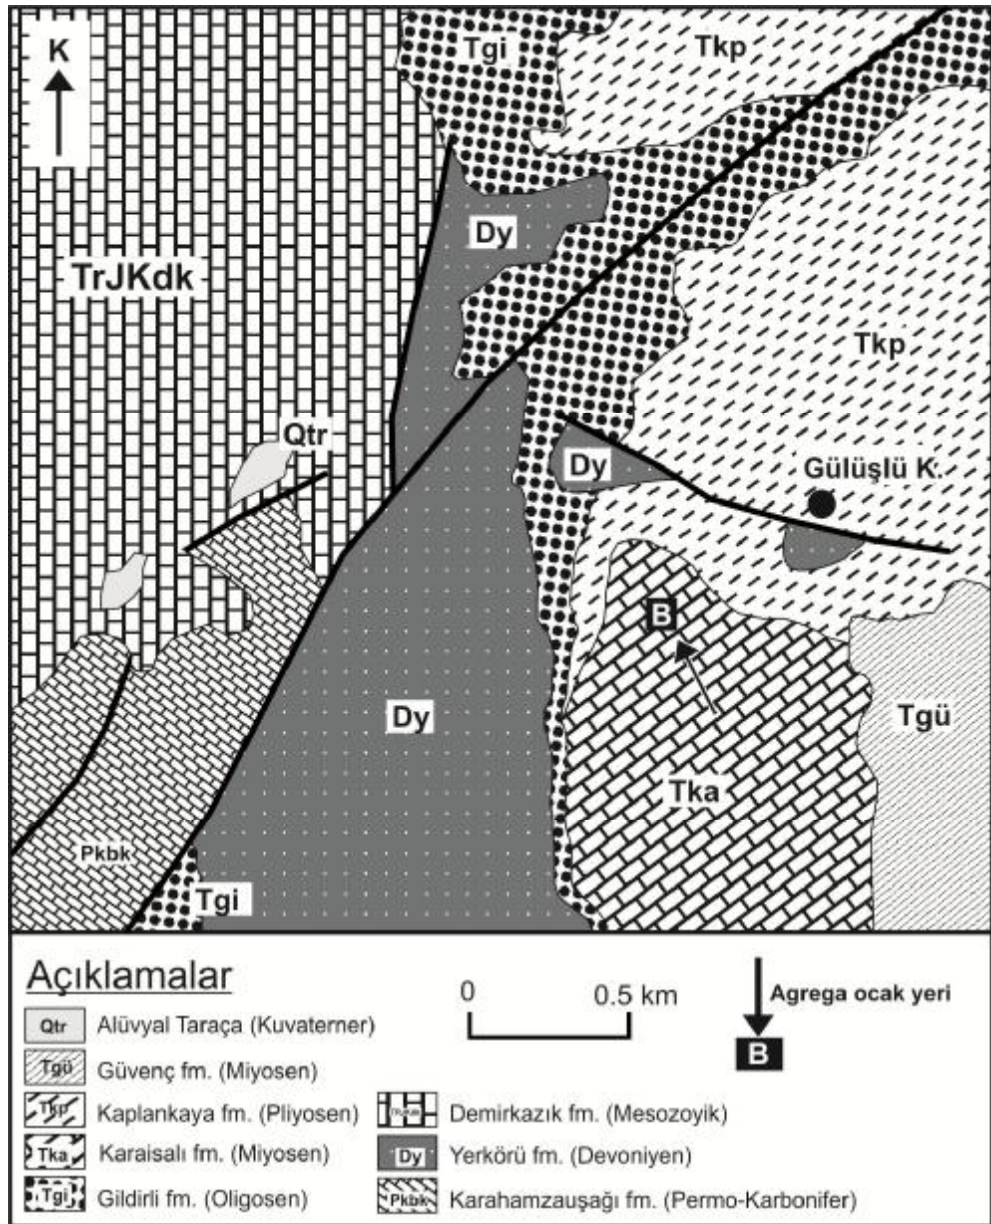 K
Tgi
Tkp
Dy
TrJKdk
Tkp
Qtr
Dy
Gülüşlü K.
B
Dy
Tgü
Tka
Pkbk
Tgi
Açıklamalar
0 0.5 km
Agrega ocak yeri
B
Qtr Alüvyal Taraça (Kuvaterner)
Tgü Güvenç fm. (Miyosen)
Tkp Kaplankaya fm. (Pliyosen)
Tka Karaisalı fm. (Miyosen)
Tgi Gildirli fm. (Oligosen)
Demirkazık fm. (Mesozoyik)
Dy Yerkörü fm. (Devoniyen)
Pkbk Karahamzauşağı fm. (Permo-Karbonifer)